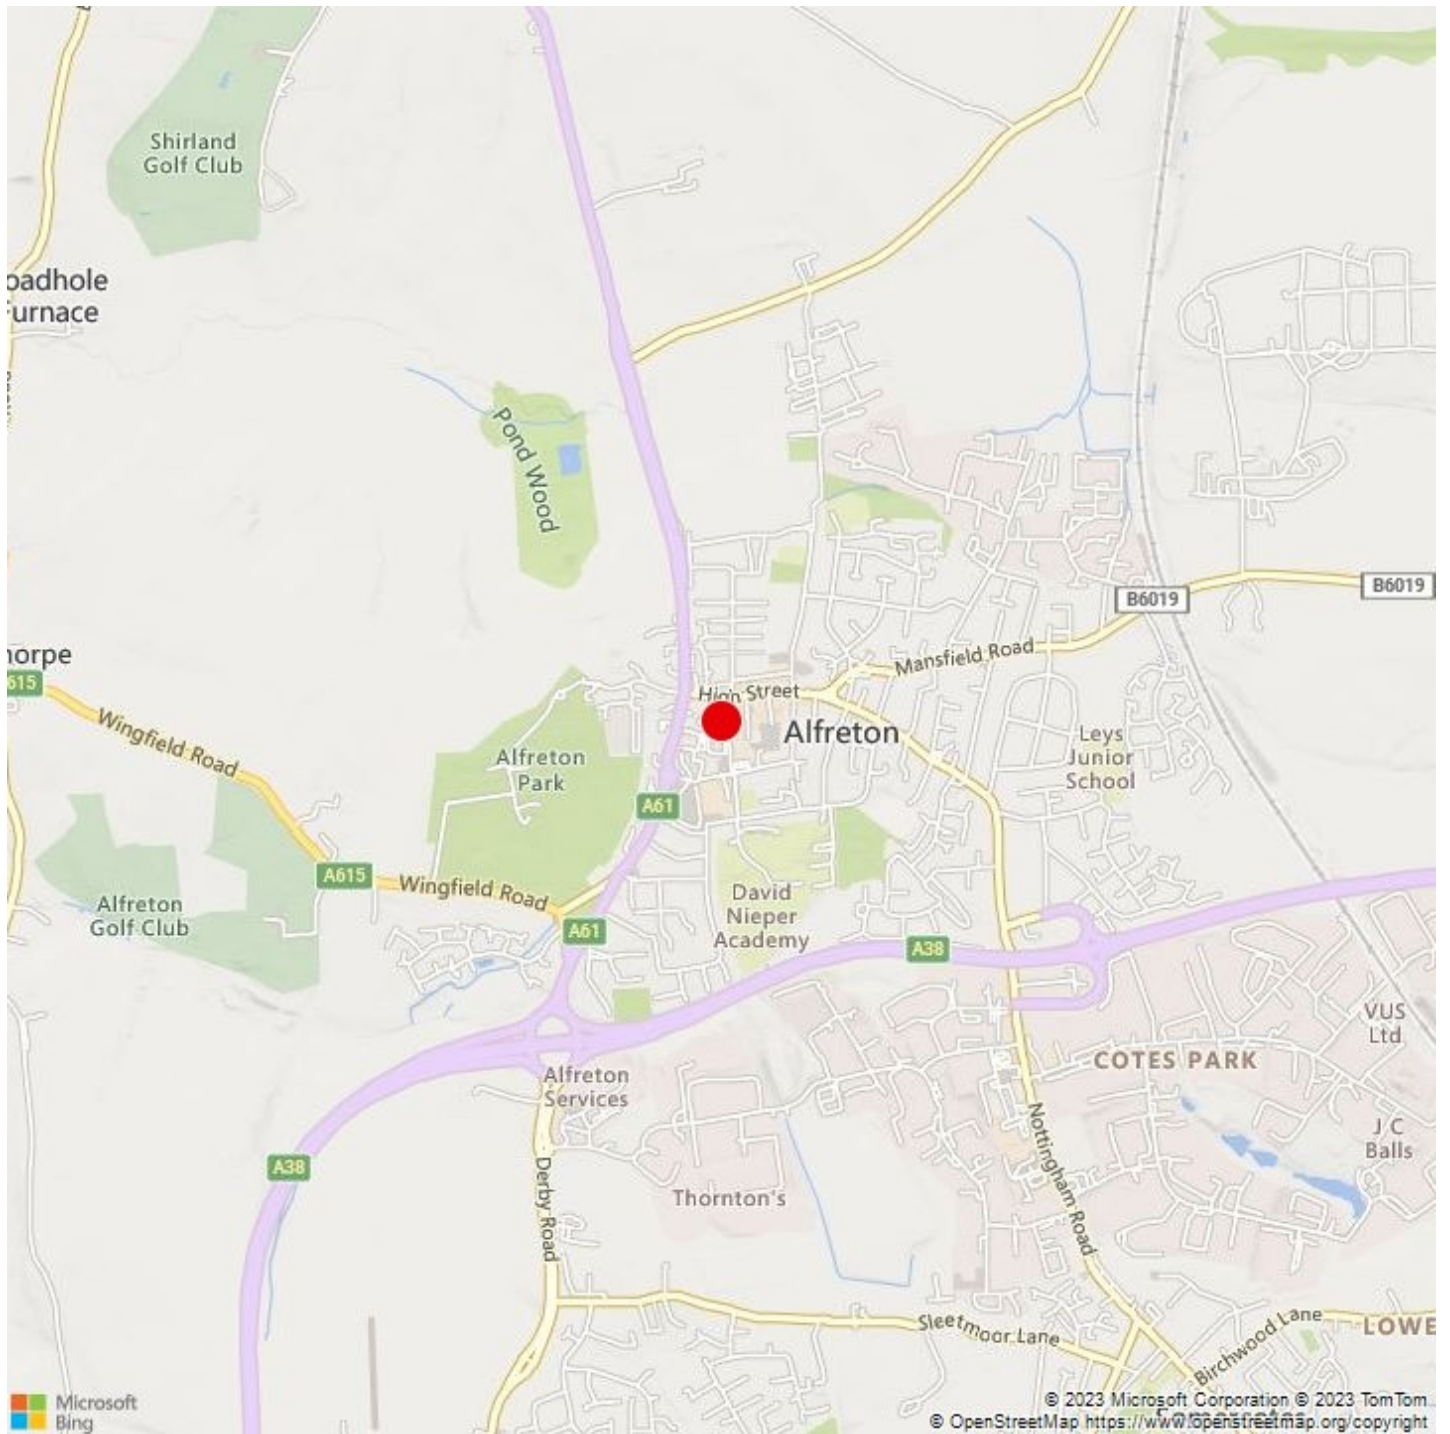 Shirland
Golf Club
oadhole
urnace
Pond Wood
B6019
B6019
Mansfield Road
High Street
horpe
615
Wingfield Road
Alfreton
Leys
Junior
School
Alfreton
Park
A61
A615
Wingfield Road
Alfreton
Golf Club
David
Nieper
Academy
A61
A38
VUS
Ltd
COTES PARK
Alfreton
Services
J C
Balls
A38
Derby Road
Nottingham Road
Thornton's
Sleetmoor Lane
Birchwood Lane
LOWE
Microsoft
Bing
© 2023 Microsoft Corporation © 2023 TomTom
© OpenStreetMap https://www.openstreetmap.org/copyright